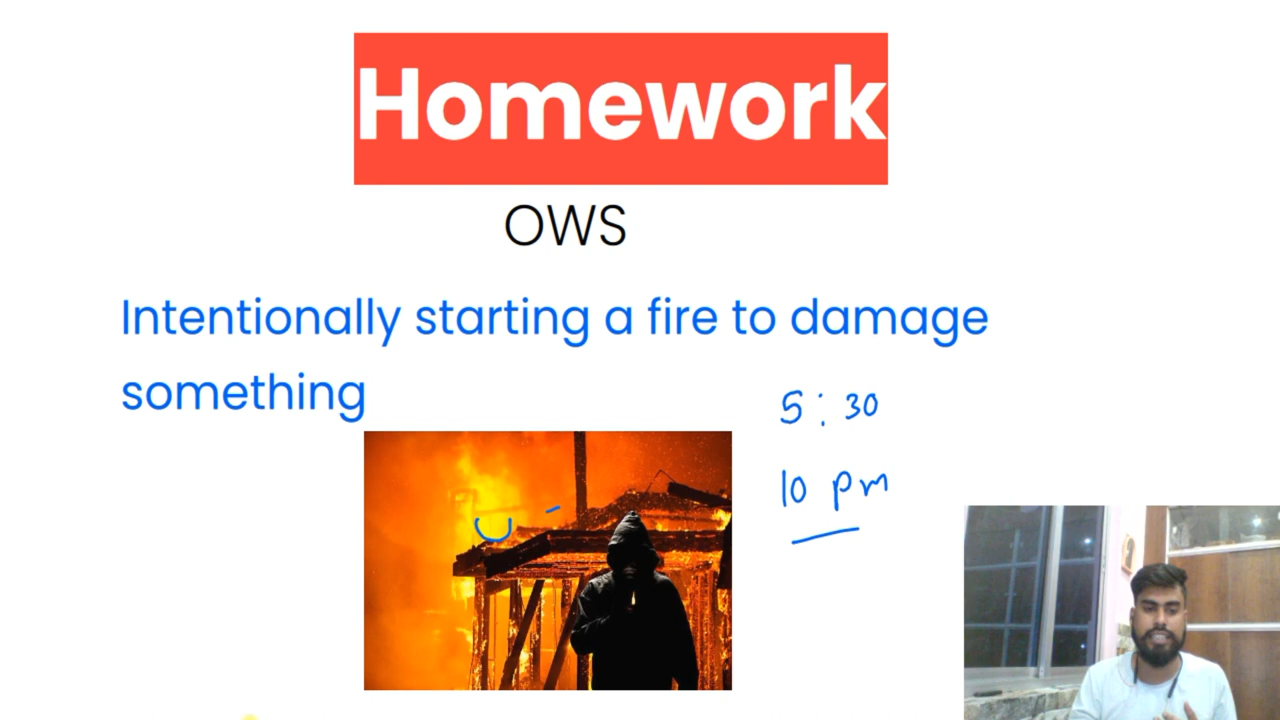 Homework
OWS
Intentionally starting a fire to damage
something
5:30
10 pm